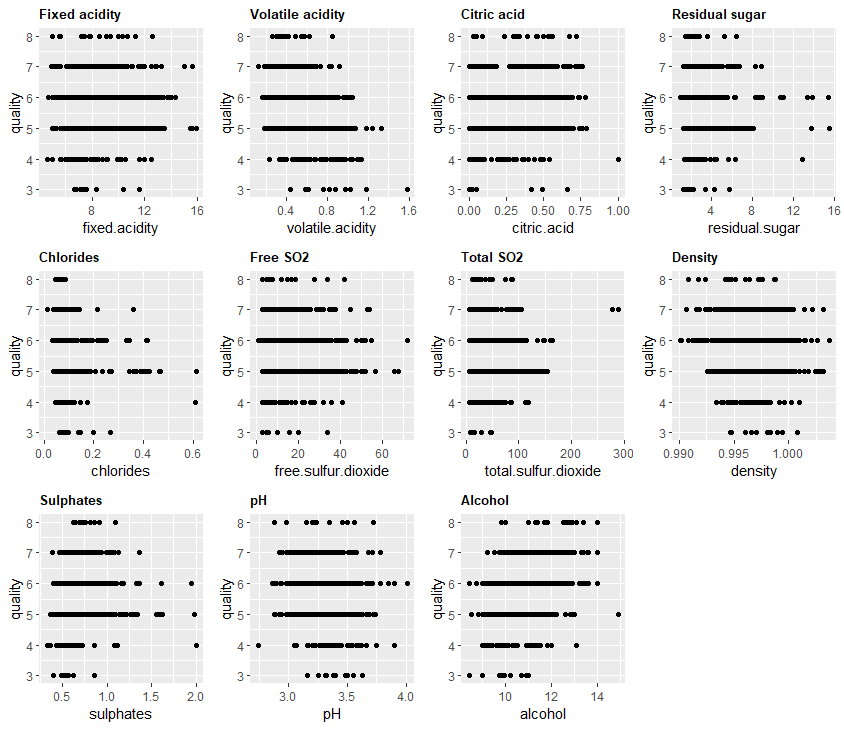 Fixed acidity
Volatile acidity
Citric acid
Residual sugar
quality
8
7
6
5
4
3
8 12 16
fixed.acidity
quality
8
7
6
5
4
3
0.4 0.8 1.2 1.6
volatile.acidity
quality
8
7
6
5
4
3
0.00 0.25 0.50 0.75 1.00
citric.acid
quality
8
7
6
5
4
3
4 8 12 16
residual.sugar
Chlorides
Free SO2
Total SO2
Density
quality
8
7
6
5
4
3
0.0 0.2 0.4 0.6
chlorides
quality
8
7
6
5
4
3
0 20 40 60
free.sulfur.dioxide
quality
8
7
6
5
4
3
0 100 200 300
total.sulfur.dioxide
quality
8
7
6
5
4
3
0.990 0.995 1.000
density
Sulphates
pH
Alcohol
quality
8
7
6
5
4
3
0.5 1.0 1.5 2.0
sulphates
quality
8
7
6
5
4
3
3.0 3.5 4.0
pH
quality
8
7
6
5
4
3
10 12 14
alcohol